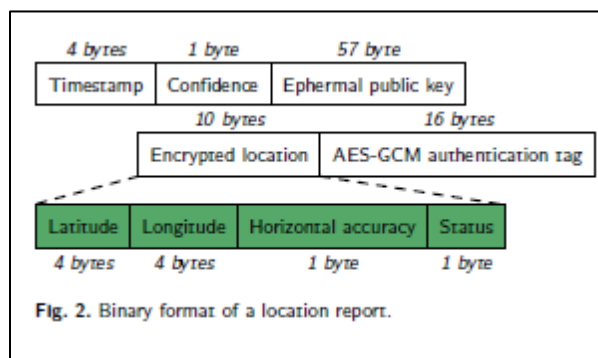 4 bytes 1 byte 57 byte
Timestamp Confidence Ephermal public key
10 bytes 16 bytes
Encrypted location AES-GCM authentication tag
Latitude Longitude Horizontal accuracy Status
4 bytes 4 bytes 1 byte 1 byte
Fig. 2. Binary format of a location report.